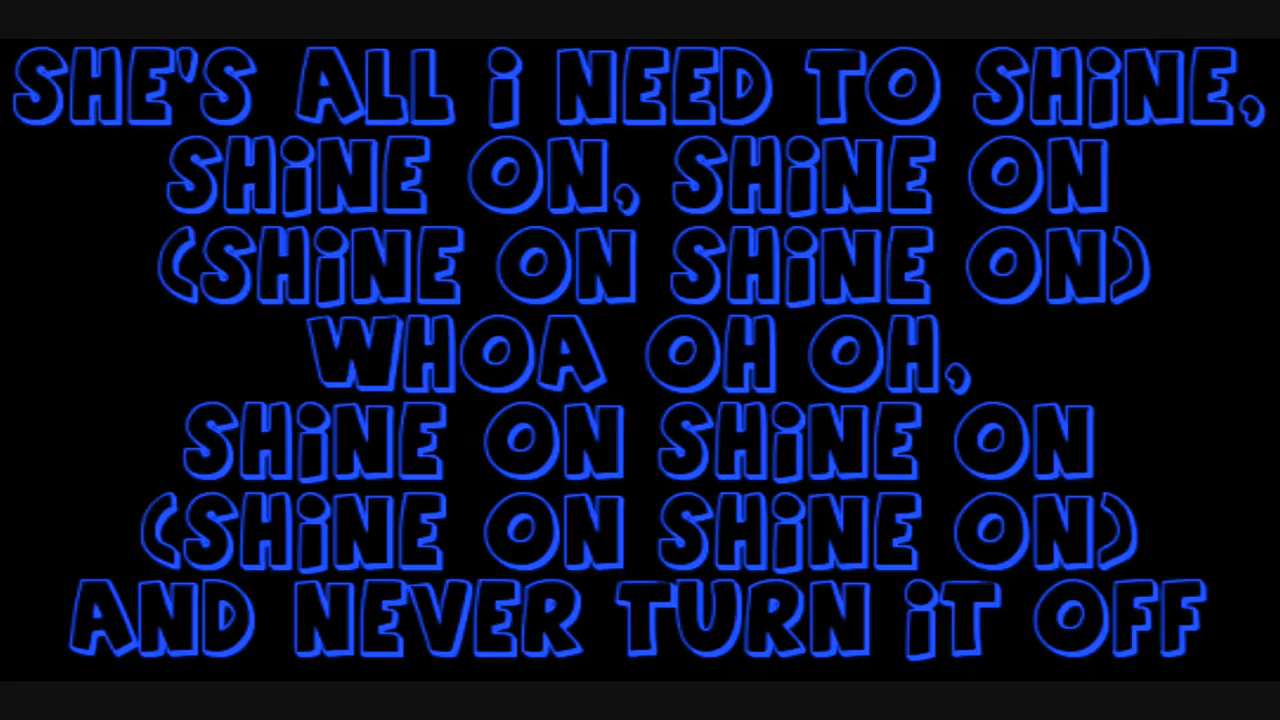 SHE'S ALL i NEED TO SHiNE,
SHiNE ON, SHiNE ON
(SHiNE ON SHiNE ON)
WHOA OH OH,
SHiNE ON SHiNE ON
(SHiNE ON SHiNE ON)
AND NEVER TURN iT OFF